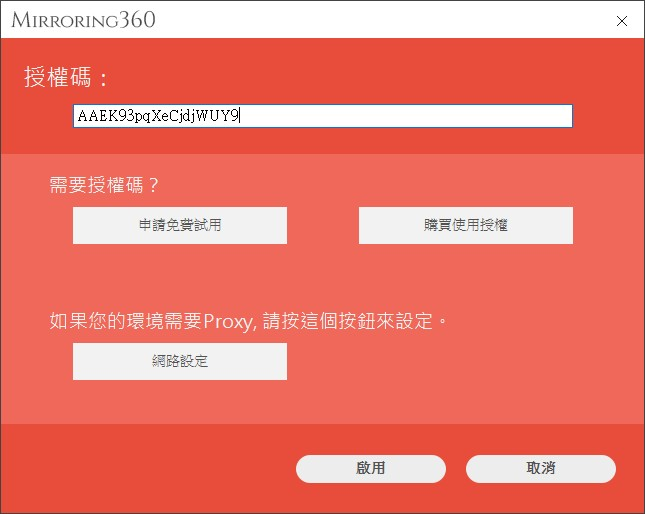 Mirroring360
授權碼：
AAEK93pqXeCjdjWUY9
需要授權碼？
申請免費試用
購買使用授權
如果您的環境需要Proxy, 請按這個按鈕來設定。
網路設定
啟用
取消